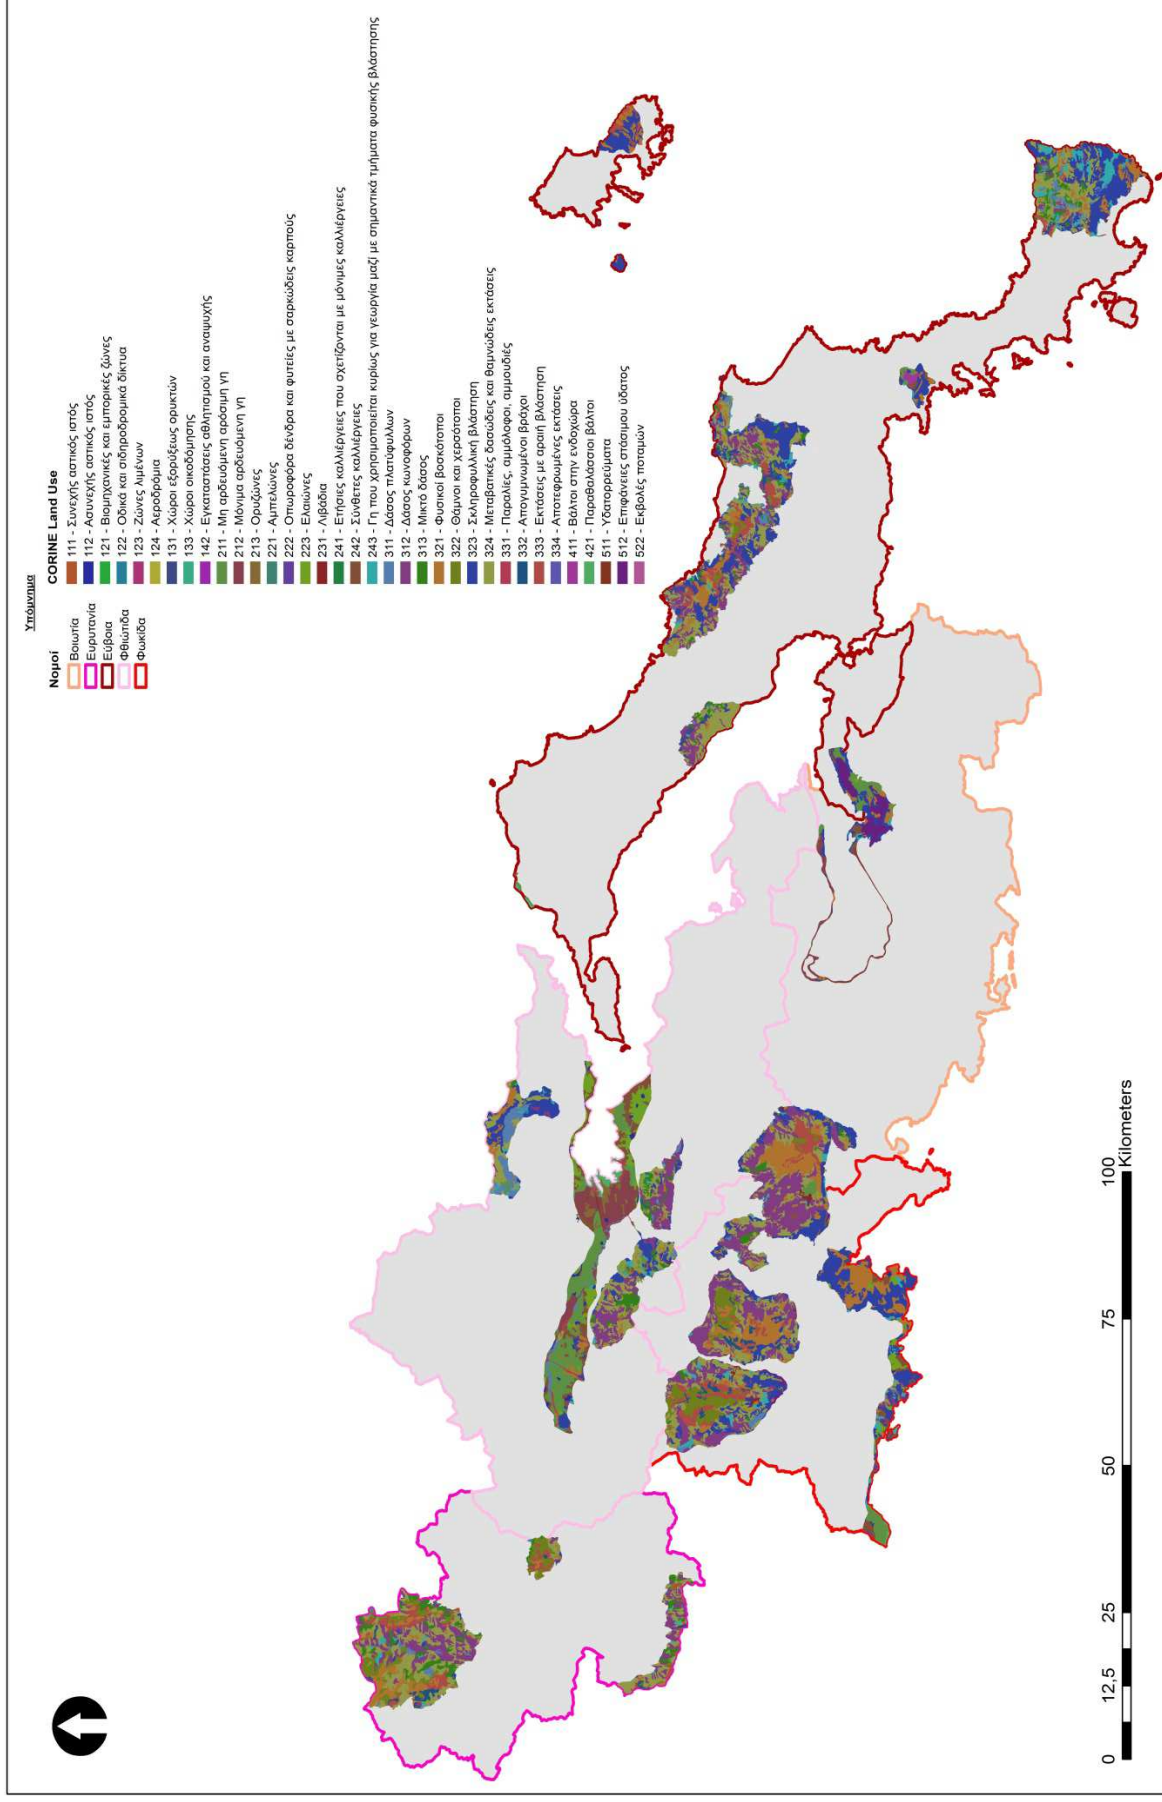 Υπόμνημα
Νομοί
Βοιωτία
Ευρυτανία
Εύβοια
Φθιώτιδα
Φωκίδα
CORINE Land Use
111 - Συνεχής αστικός ιστός
112 - Ασυνεχής αστικός ιστός
121 - Βιομηχανικές και εμπορικές ζώνες
122 - Οδικά και σιδηροδρομικά δίκτυα
123 - Ζώνες λιμένων
124 - Αεροδρόμια
131 - Χώροι εξορύξεως ορυκτών
133 - Χώροι οικοδόμησης
142 - Εγκαταστάσεις αθλητισμού και αναψυχής
211 - Μη αρδευόμενη αρόσιμη γη
212 - Μόνιμα αρδευόμενη γη
213 - Ορυζώνες
221 - Αμπελώνες
222 - Οπωροφόρα δένδρα και φυτείες με σαρκώδεις καρπούς
223 - Ελαιώνες
231 - Λιβάδια
241 - Ετήσιες καλλιέργειες που σχετίζονται με μόνιμες καλλιέργειες
242 - Σύνθετες καλλιέργειες
243 - Γη που χρησιμοποιείται κυρίως για γεωργία μαζί με σημαντικά τμήματα φυσικής βλάστησης
311 - Δάσος πλατύφυλλων
312 - Δάσος κωνοφόρων
313 - Μικτό δάσος
321 - Φυσικοί βοσκότοποι
322 - Θάμνοι και χερσότοποι
323 - Σκληροφυλλική βλάστηση
324 - Μεταβατικές δασώδεις και θαμνώδεις εκτάσεις
331 - Παραλίες, αμμόλοφοι, αμμουδιές
332 - Απογυμνωμένοι βράχοι
333 - Εκτάσεις με αραιή βλάστηση
334 - Αποτεφρωμένες εκτάσεις
411 - Βάλτοι στην ενδοχώρα
421 - Παραθαλάσσιοι βάλτοι
511 - Υδατορρεύματα
512 - Επιφάνειες στάσιμου ύδατος
522 - Εκβολές ποταμών
0 12,5 25 50 75 100
Kilometers